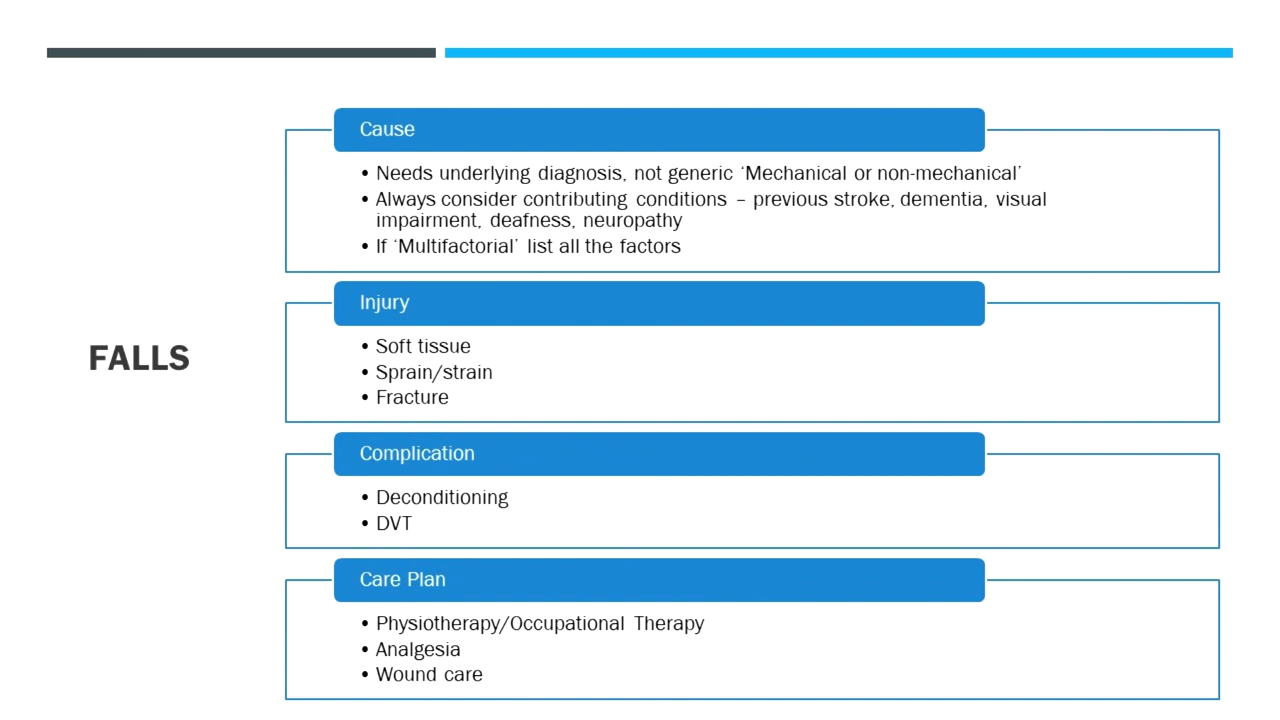 FALLS
Cause
• Needs underlying diagnosis, not generic ‘Mechanical or non-mechanical’
• Always consider contributing conditions – previous stroke, dementia, visual
impairment, deafness, neuropathy
• If ‘Multifactorial’ list all the factors
Injury
• Soft tissue
• Sprain/strain
• Fracture
Complication
• Deconditioning
• DVT
Care Plan
• Physiotherapy/Occupational Therapy
• Analgesia
• Wound care